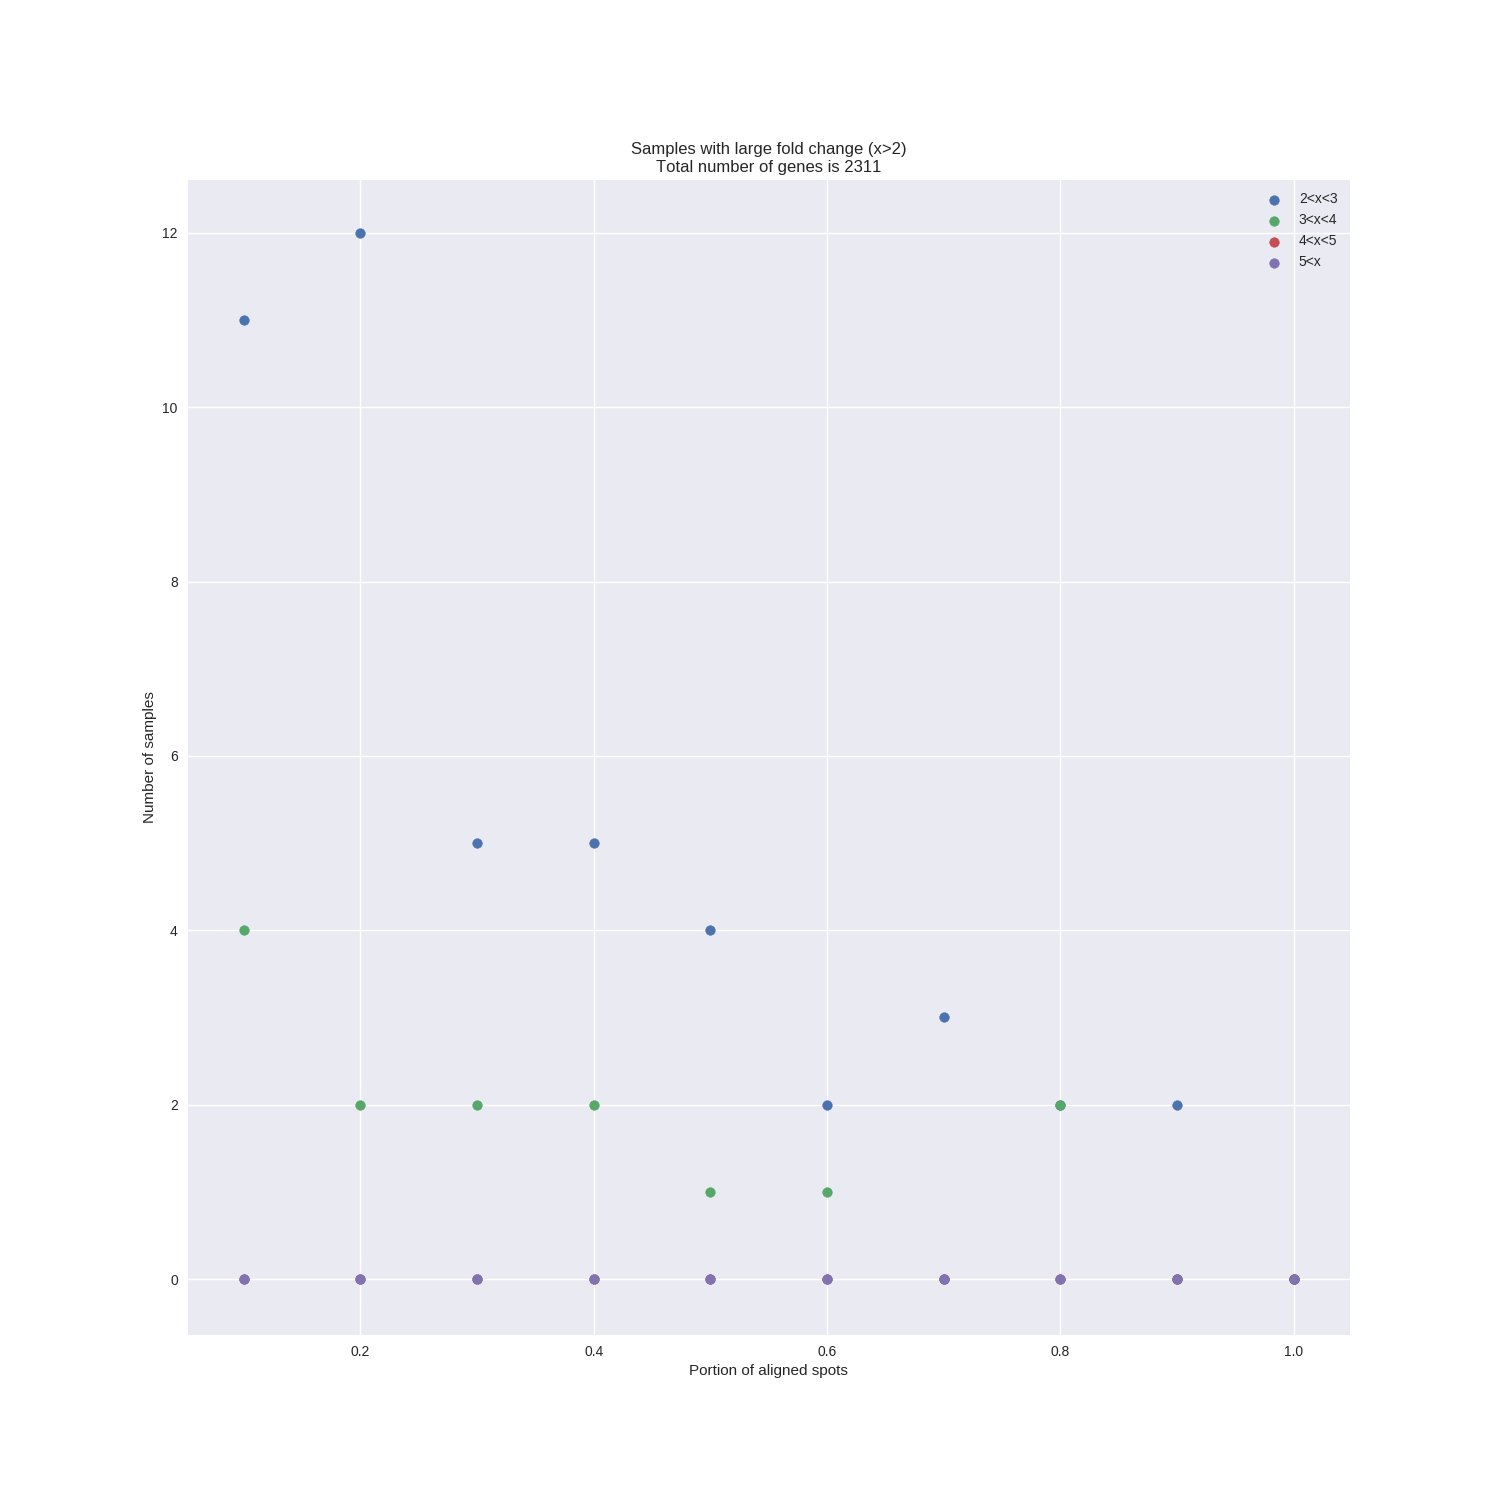 Samples with large fold change (x>2)
Total number of genes is 2311
2<x<3
3<x<4
4<x<5
5<x
12
10
8
6
4
2
0
Number of samples
0.2 0.4 0.6 0.8 1.0
Portion of aligned spots